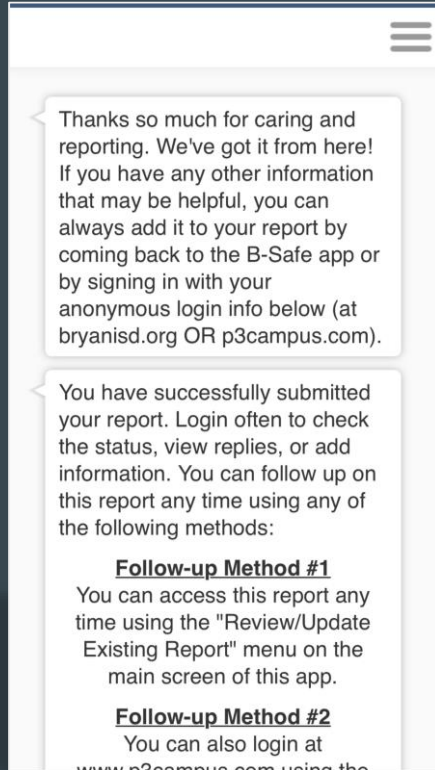 Thanks so much for caring and
reporting. We've got it from here!
If you have any other information
that may be helpful, you can
always add it to your report by
coming back to the B-Safe app or
by signing in with your
anonymous login info below (at
bryanisd.org OR p3campus.com).
You have successfully submitted
your report. Login often to check
the status, view replies, or add
information. You can follow up on
this report any time using any of
the following methods:
Follow-up Method #1
You can access this report any
time using the "Review/Update
Existing Report" menu on the
main screen of this app.
Follow-up Method #2
You can also login at
www.p3campus.com using the